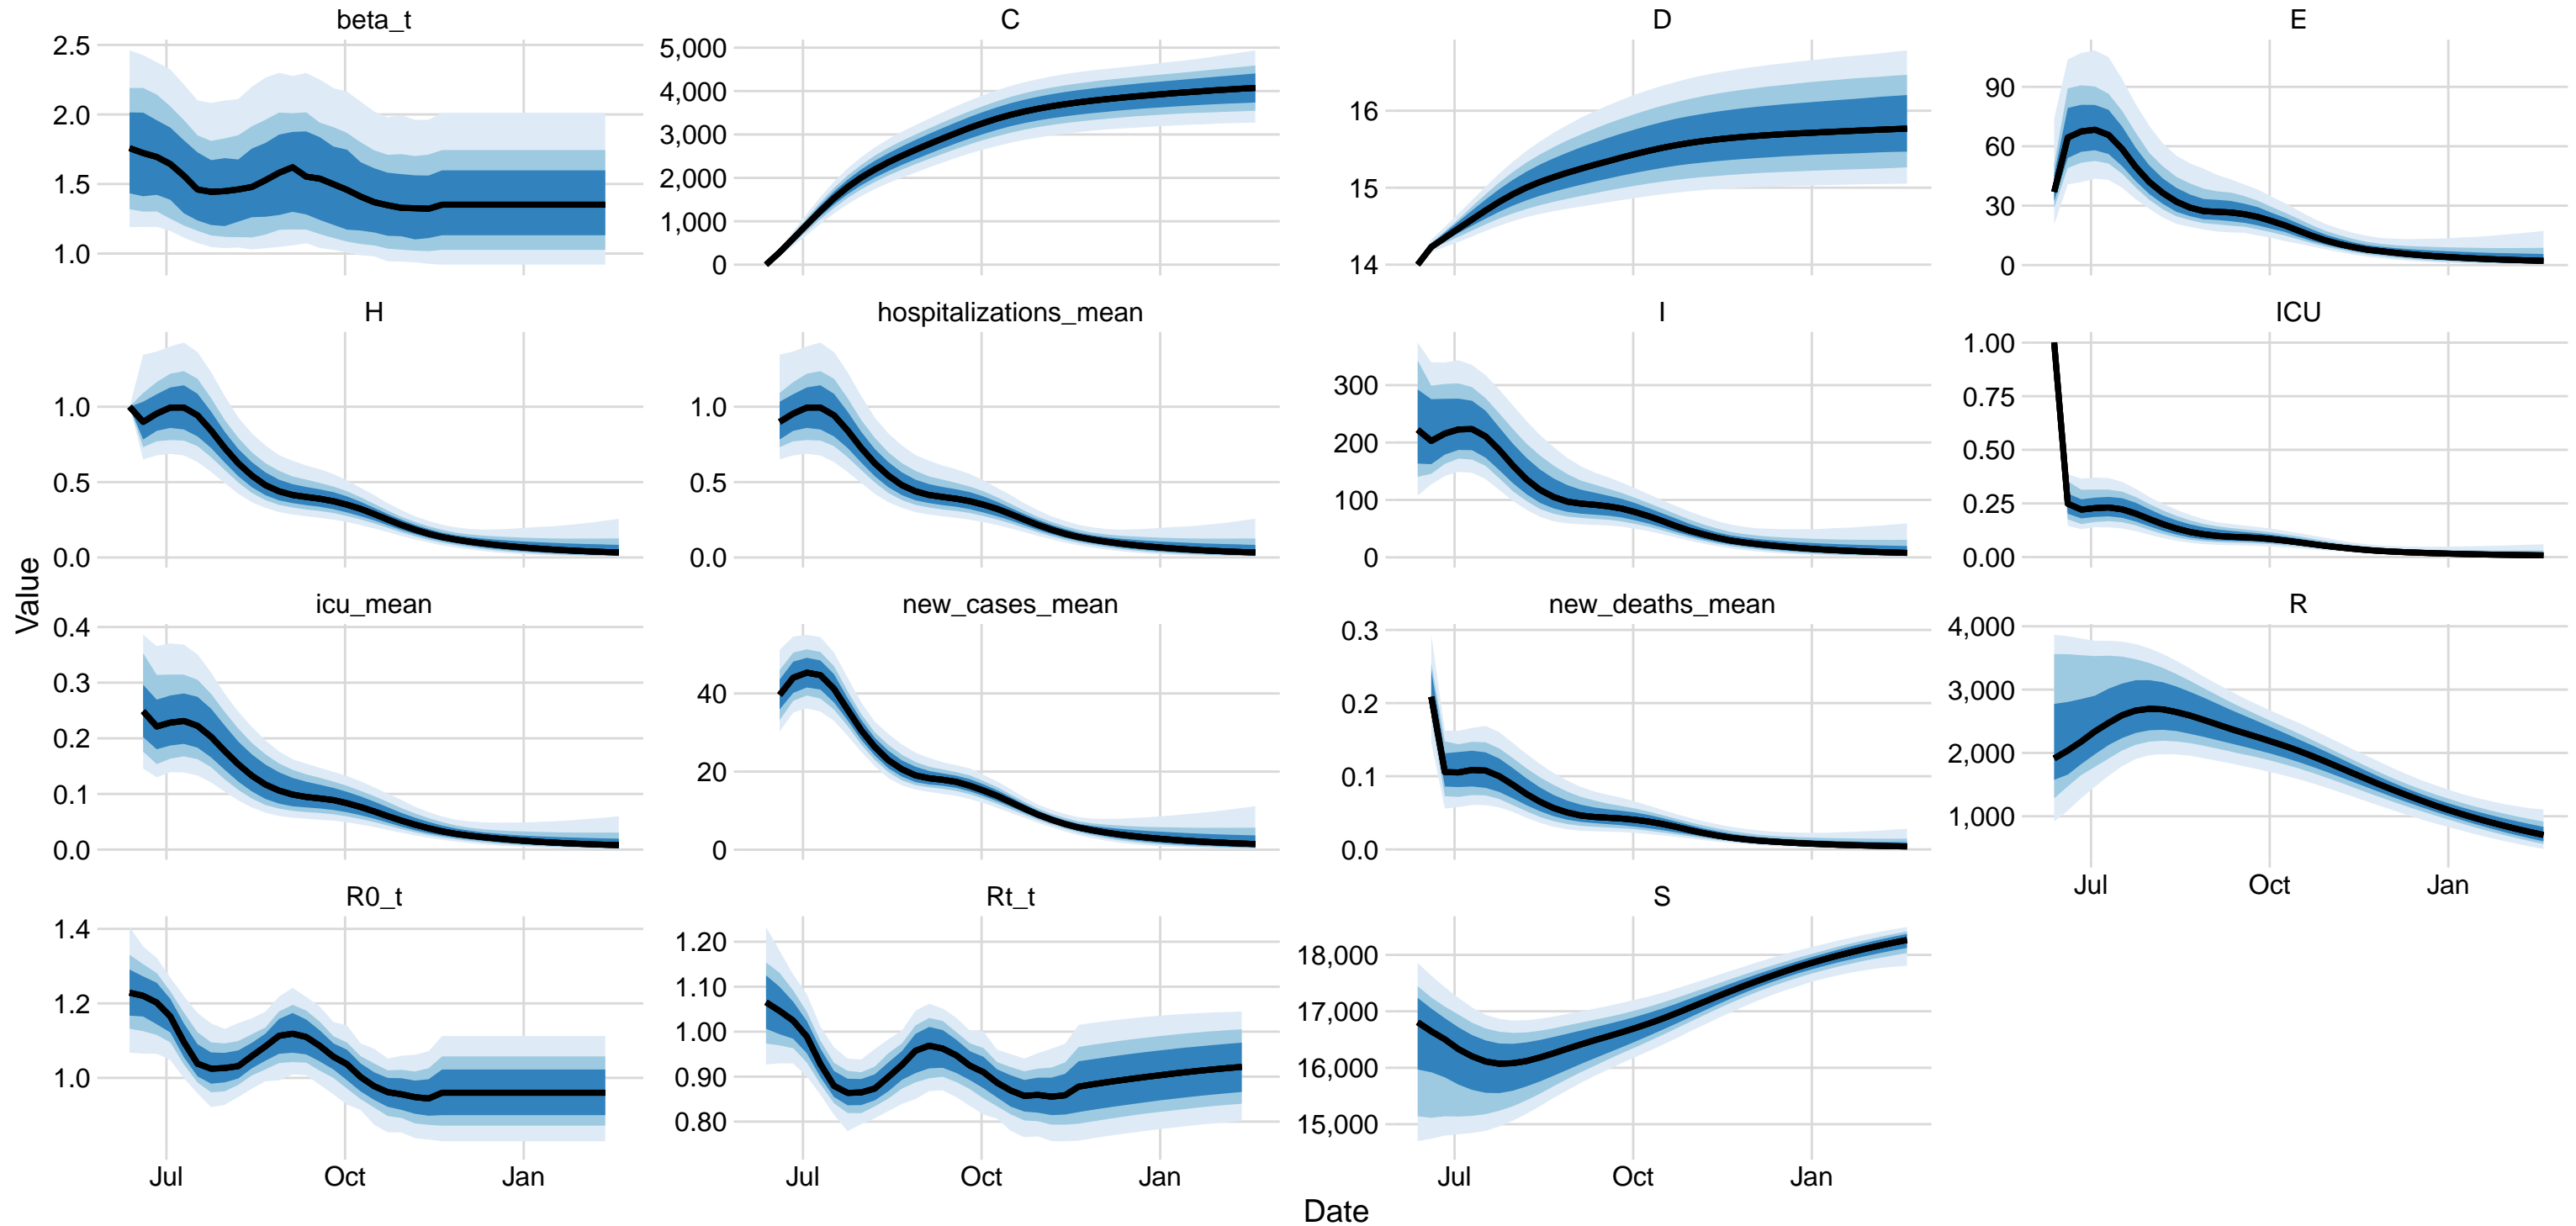 beta_t
C
D
E
2.5
2.0
1.5
1.0
5,000
4,000
3,000
2,000
1,000
0
16
15
14
90
60
30
0
H
hospitalizations_mean
I
ICU
1.0
0.5
0.0
1.0
0.5
0.0
300
200
100
0
1.00
0.75
0.50
0.25
0.00
Value
icu_mean
new_cases_mean
new_deaths_mean
R
0.4
0.3
0.2
0.1
0.0
40
20
0
0.3
0.2
0.1
0.0
4,000
3,000
2,000
1,000
Jul Oct Jan
R0_t
Rt_t
S
1.4
1.2
1.0
1.20
1.10
1.00
0.90
0.80
18,000
17,000
16,000
15,000
Jul Oct Jan
Jul Oct Jan
Jul Oct Jan
Date